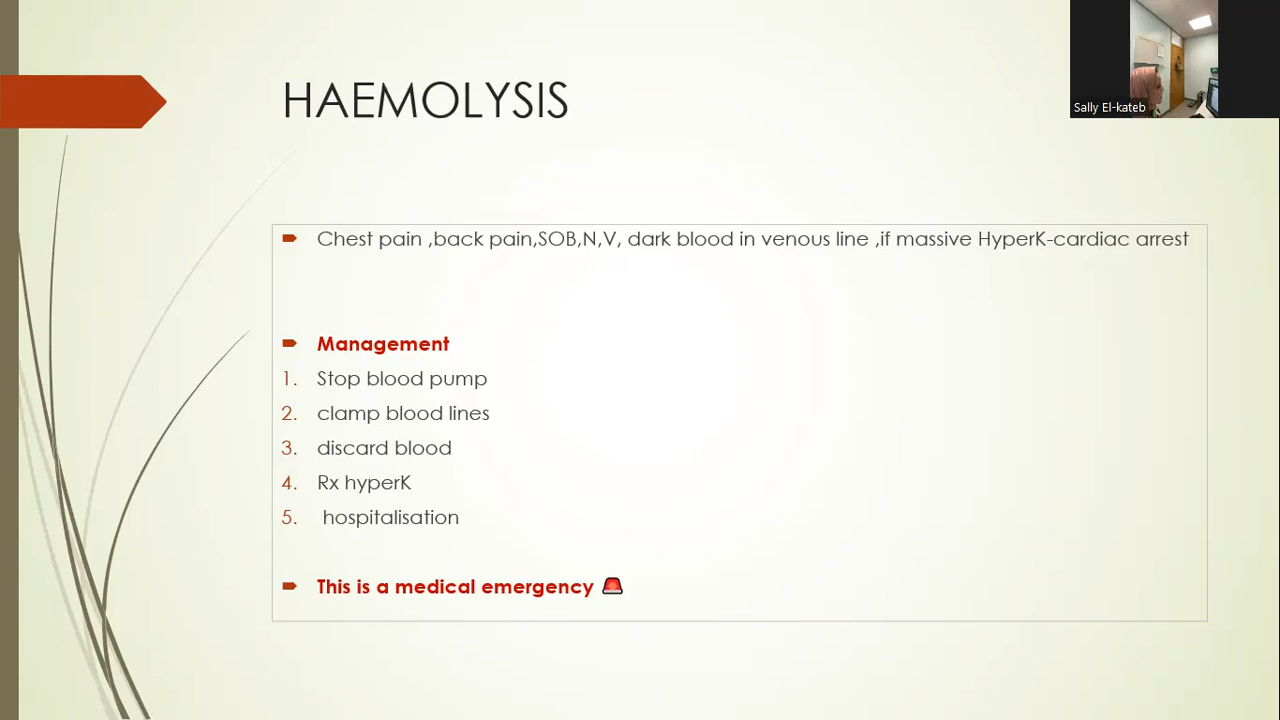 Sally El-kateb
HAEMOLYSIS
Chest pain ,back pain,SOB,N,V, dark blood in venous line ,if massive HyperK-cardiac arrest
Management
1. Stop blood pump
2. clamp blood lines
3. discard blood
4. Rx hyperK
5. hospitalisation
This is a medical emergency 🚨